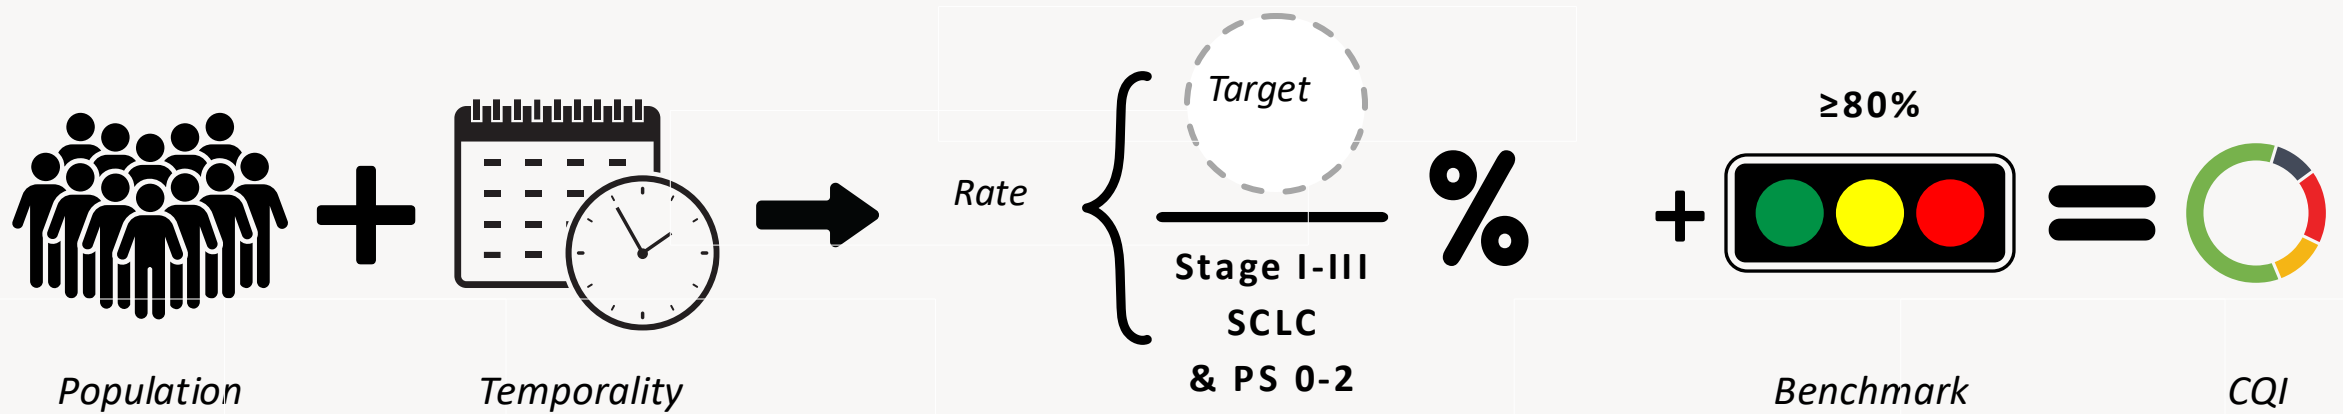 Target
≥80%
Rate
%
Stage I-III
SCLC
& PS 0-2
Population
Temporality
Benchmark
CQI